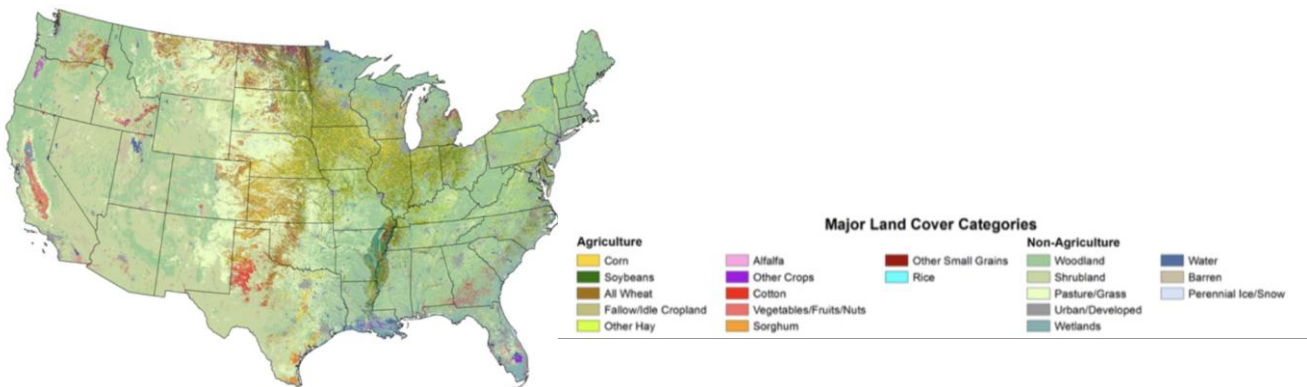 Major Land Cover Categories
Agriculture
Non-Agriculture
Corn
Alfalfa
Other Small Grains
Woodland
Water
Soybeans
Other Crops
Rice
Shrubland
Barren
All Wheat
Cotton
Pasture/Grass
Perennial Ice/Snow
Fallow/Idle Cropland
Vegetables/Fruits/Nuts
Urban/Developed
Other Hay
Sorghum
Wetlands